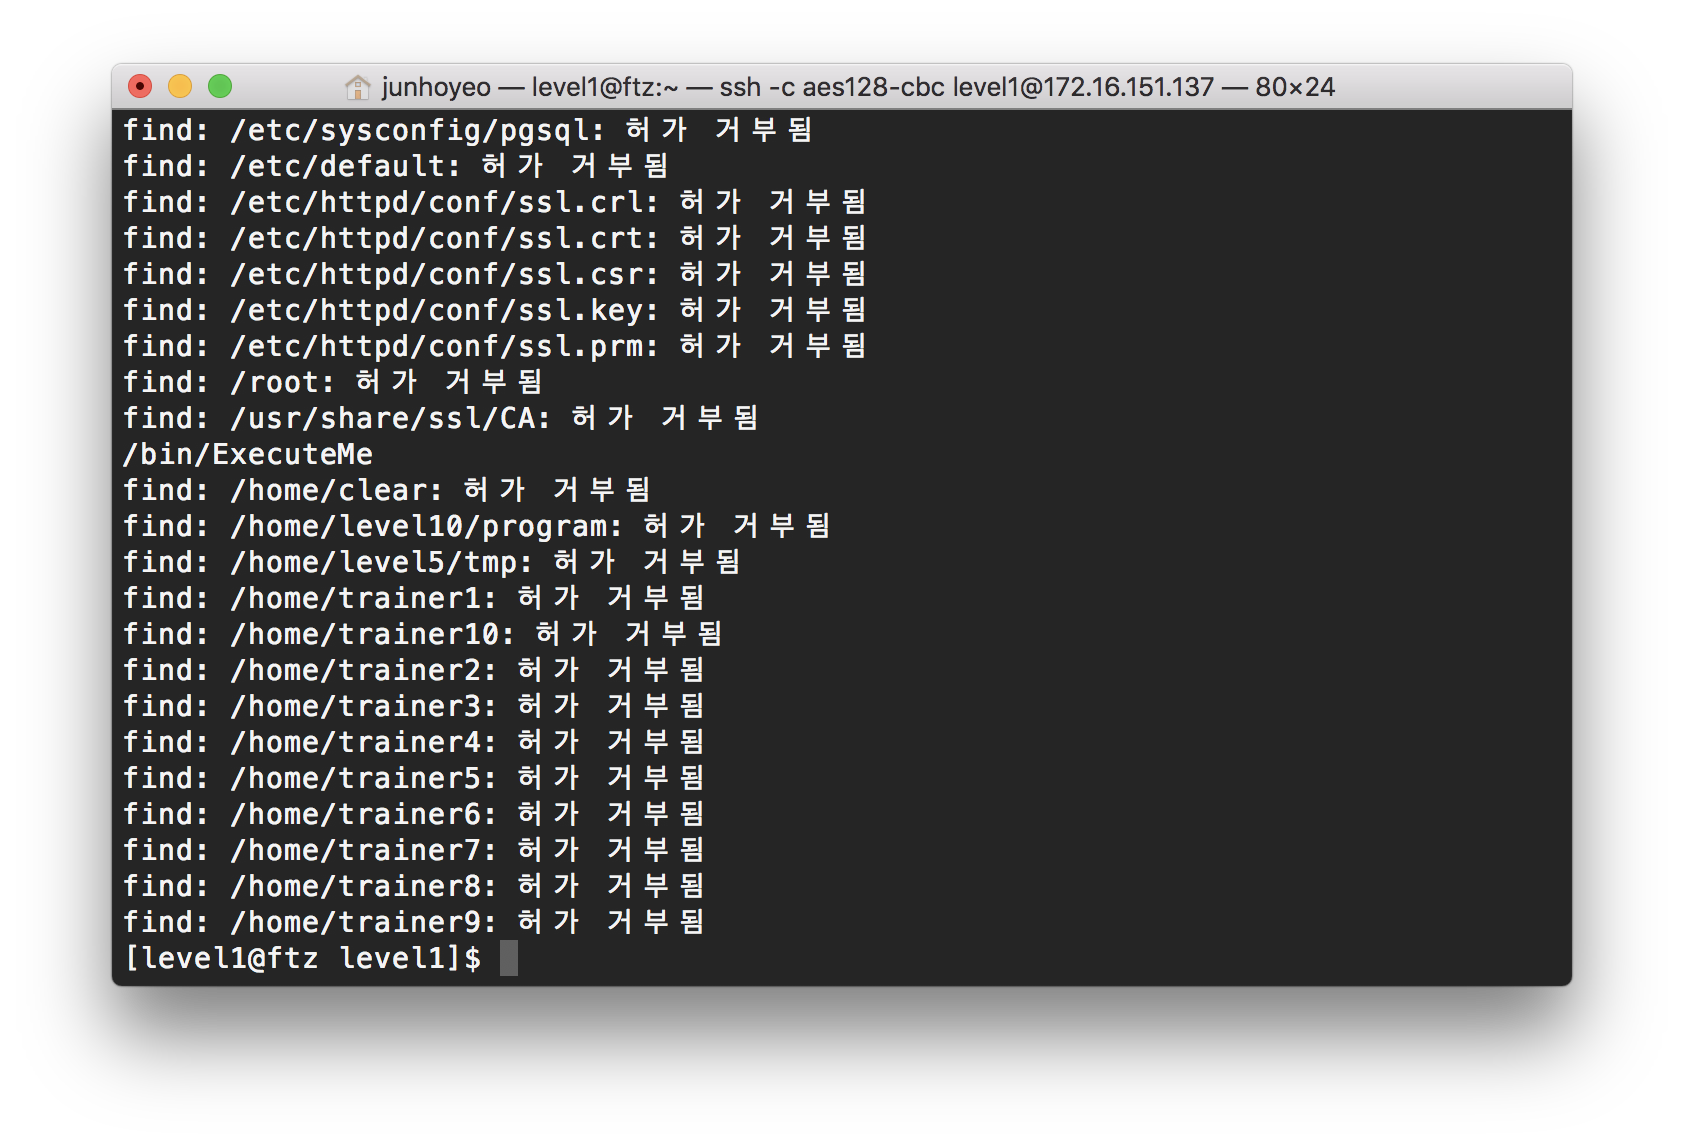 junhoyeo — level1@ftz:~ — ssh -c aes128-cbc level1@172.16.151.137 — 80×24
find: /etc/sysconfig/pgsql: 허가 거부됨
find: /etc/default: 허가 거부됨
find: /etc/httpd/conf/ssl.crl: 허가 거부됨
find: /etc/httpd/conf/ssl.crt: 허가 거부됨
find: /etc/httpd/conf/ssl.csr: 허가 거부됨
find: /etc/httpd/conf/ssl.key: 허가 거부됨
find: /etc/httpd/conf/ssl.prm: 허가 거부됨
find: /root: 허가 거부됨
find: /usr/share/ssl/CA: 허가 거부됨
/bin/ExecuteMe
find: /home/clear: 허가 거부됨
find: /home/level10/program: 허가 거부됨
find: /home/level5/tmp: 허가 거부됨
find: /home/trainer1: 허가 거부됨
find: /home/trainer10: 허가 거부됨
find: /home/trainer2: 허가 거부됨
find: /home/trainer3: 허가 거부됨
find: /home/trainer4: 허가 거부됨
find: /home/trainer5: 허가 거부됨
find: /home/trainer6: 허가 거부됨
find: /home/trainer7: 허가 거부됨
find: /home/trainer8: 허가 거부됨
find: /home/trainer9: 허가 거부됨
[level1@ftz level1]$